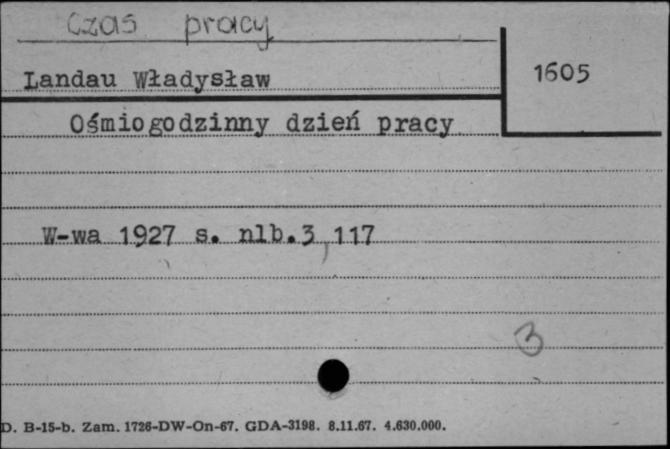 Czas pracy
Landau Władysław
1605
Ośmiogodzinny dzień pracy
W-wa 1927 s. nlb.3, 117
3
D. B-15-b. Zam. 1726-DW-On-67. GDA-3198. 8.11.67. 4.630.000.